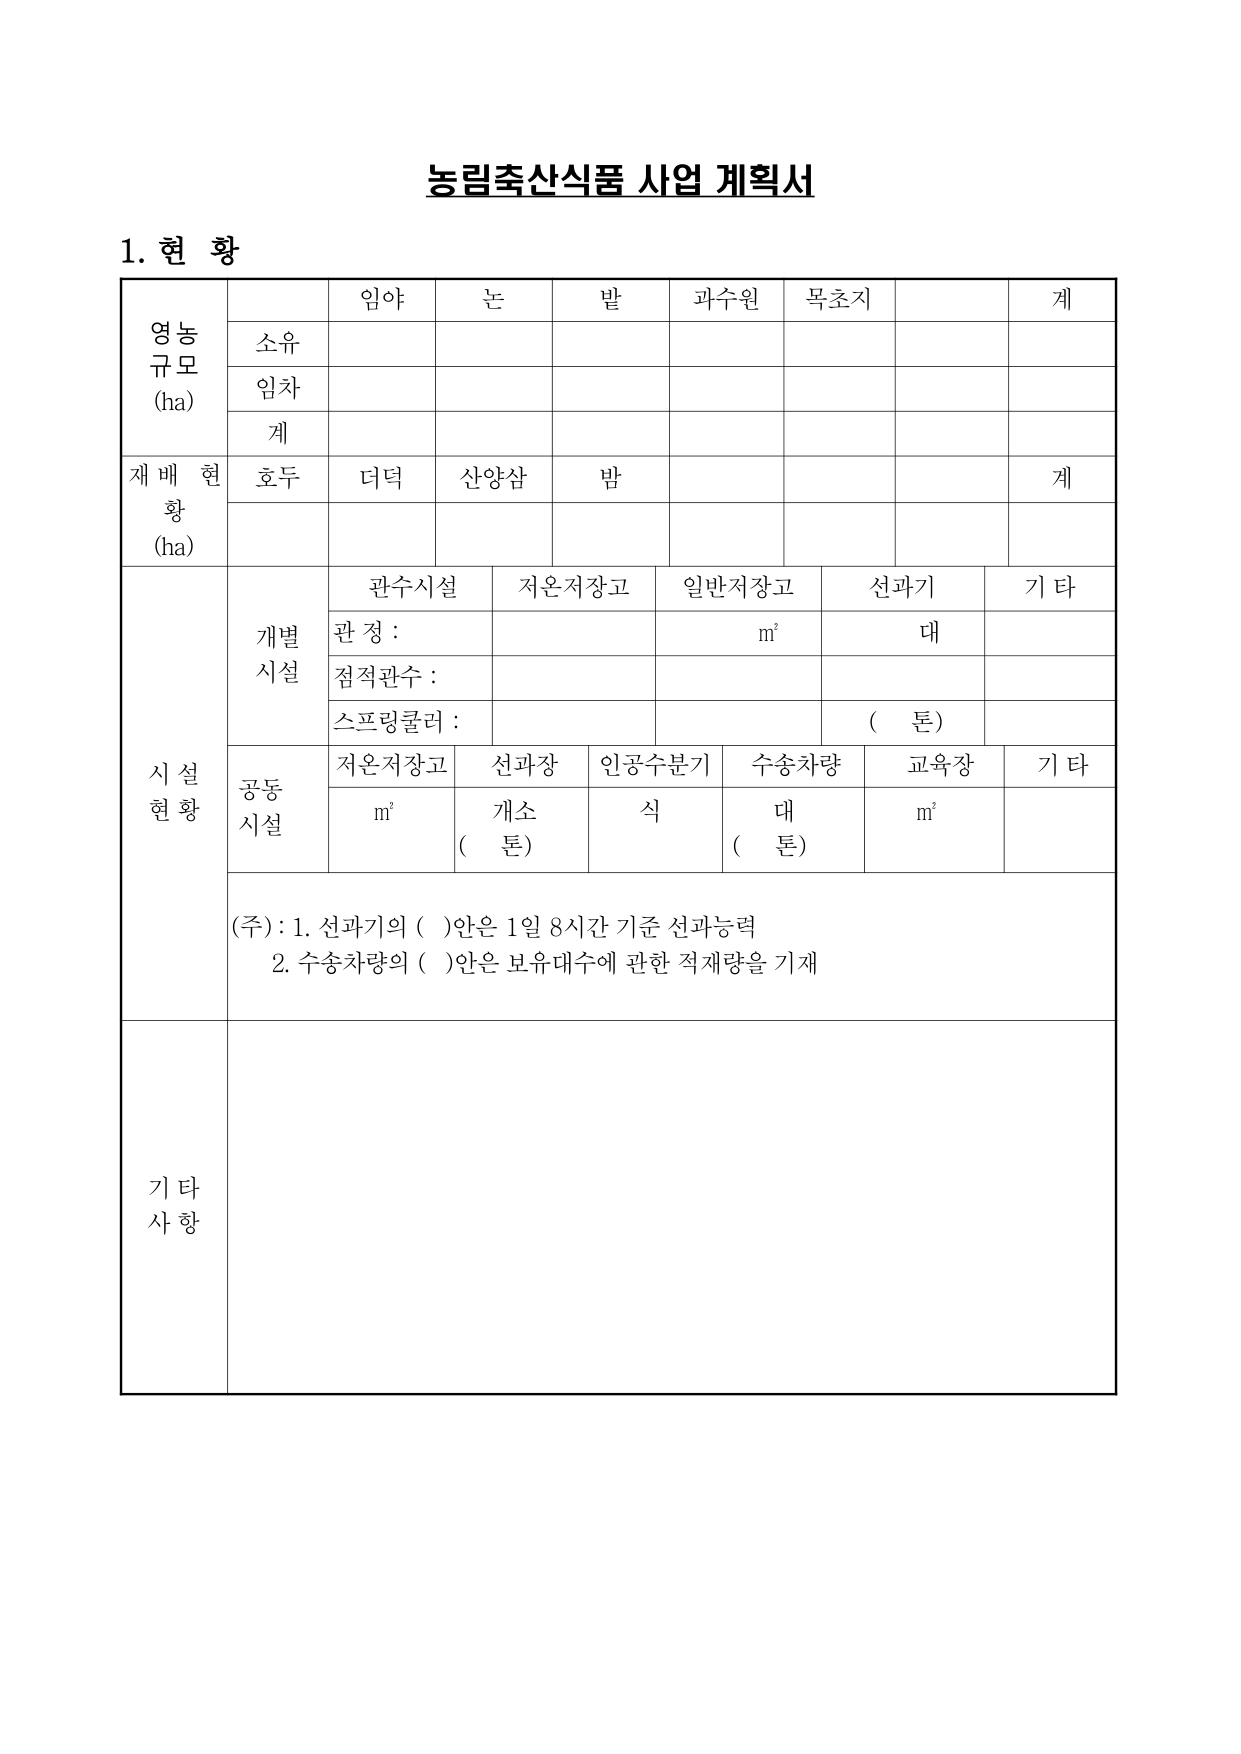 농림축산식품 사업 계획서
1. 현 황
영농
규모
(ha)
임야 논 밭 과수원 목초지 계
소유
임차
계
재배 현
황
(ha)
호두 더덕 산양삼 밤 계
시설
현황
개별
시설
관수시설 저온저장고 일반저장고 선과기 기 타
관 정 : ㎡ 대
점적관수 :
스프링쿨러 : ( 톤)
공동
시설
저온저장고 선과장 인공수분기 수송차량 교육장 기 타
㎡ 개소 식 대 ㎡
( 톤) ( 톤)
(주) : 1. 선과기의 ( )안은 1일 8시간 기준 선과능력
2. 수송차량의 ( )안은 보유대수에 관한 적재량을 기재
기 타
사 항